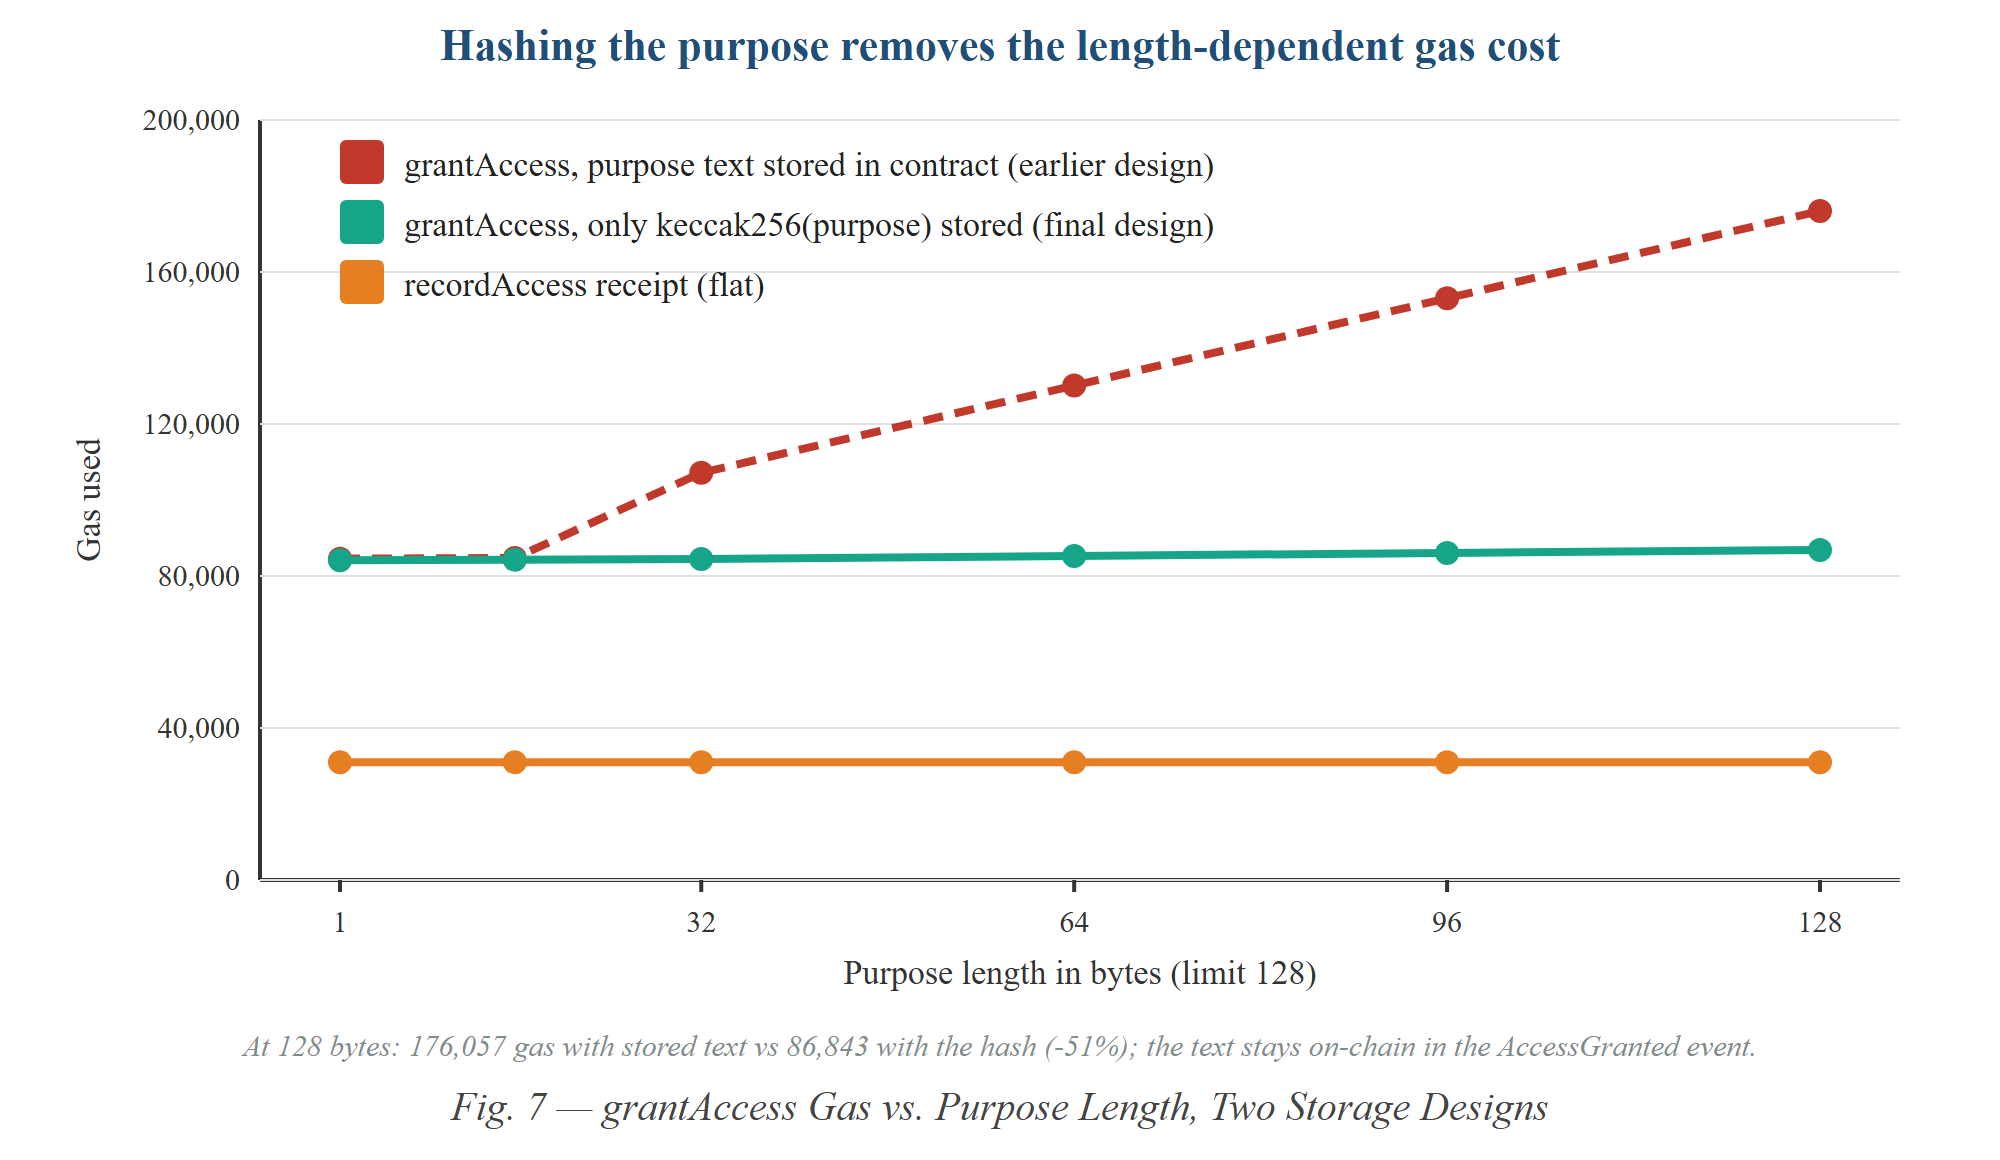 Hashing the purpose removes the length-dependent gas cost
200,000
grantAccess, purpose text stored in contract (earlier design)
grantAccess, only keccak256(purpose) stored (final design)
160,000
recordAccess receipt (flat)
120,000
Gas used
80,000
40,000
0
1 32 64 96 128
Purpose length in bytes (limit 128)
At 128 bytes: 176,057 gas with stored text vs 86,843 with the hash (-51%); the text stays on-chain in the AccessGranted event.
Fig. 7 — grantAccess Gas vs. Purpose Length, Two Storage Designs